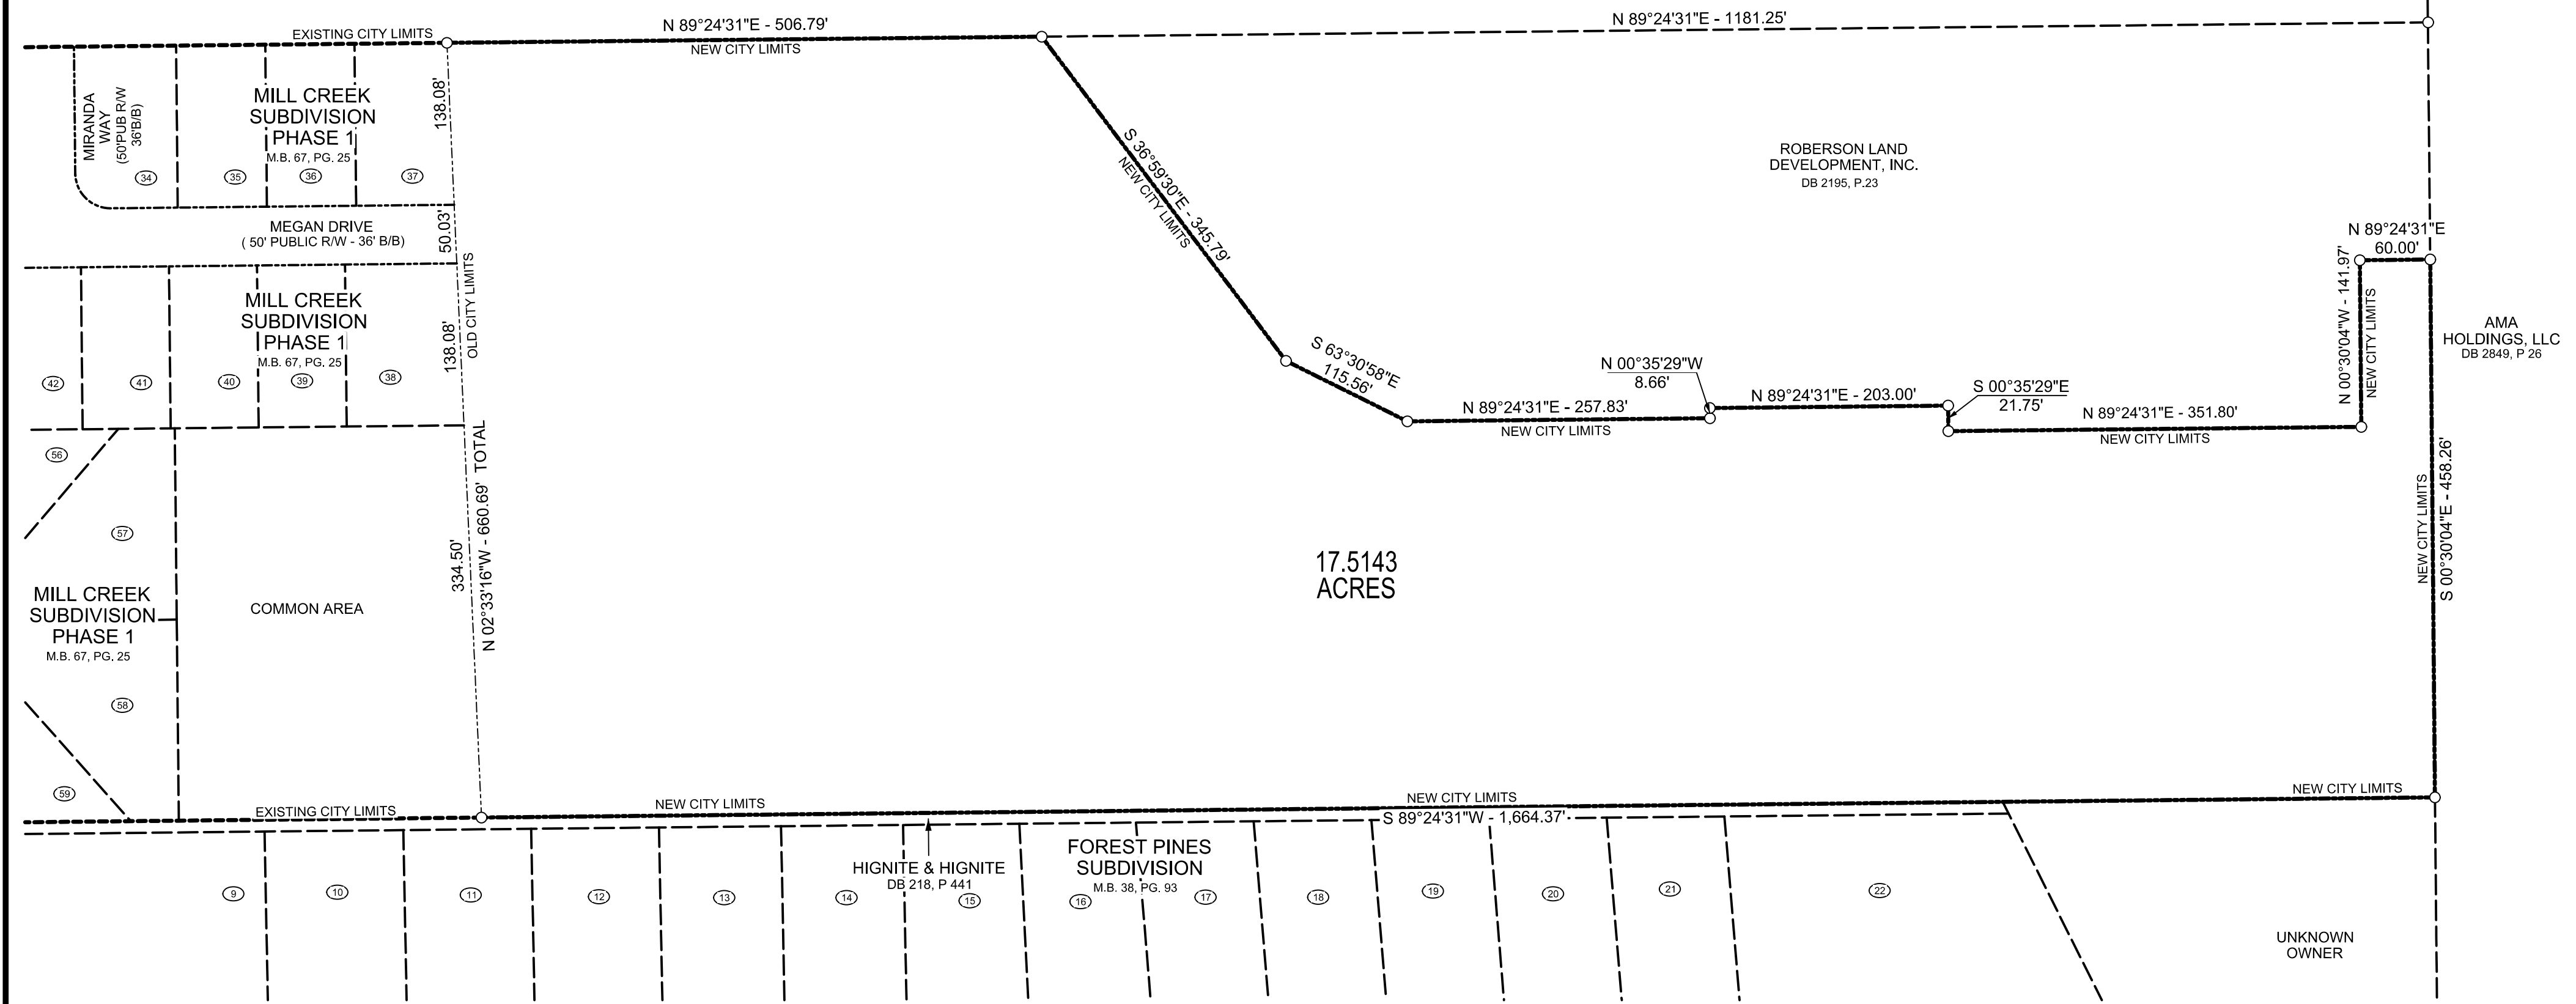 N 89°24'31"E - 506.79'
N 89°24'31"E - 1181.25'
EXISTING CITY LIMITS
NEW CITY LIMITS
MIRANDA
WAY
(50'PUB R/W
36'B/B)
MILL CREEK
SUBDIVISION
PHASE 1
M.B. 67, PG. 25
34
35
36
37
138.08'
MEGAN DRIVE
( 50' PUBLIC R/W - 36' B/B)
50.03'
OLD CITY LIMITS
MILL CREEK
SUBDIVISION
PHASE 1
M.B. 67, PG. 25
42
41
40
39
38
138.08'
S 36°59'30"E - 345.79'
NEW CITY LIMITS
ROBERSON LAND
DEVELOPMENT, INC.
DB 2195, P.23
S 63°30'58"E
115.56'
N 89°24'31"E - 257.83'
NEW CITY LIMITS
N 00°35'29"W
8.66'
N 89°24'31"E - 203.00'
S 00°35'29"E
21.75'
N 89°24'31"E - 351.80'
NEW CITY LIMITS
N 00°30'04"W - 141.97'
NEW CITY LIMITS
N 89°24'31"E
60.00'
AMA
HOLDINGS, LLC
DB 2849, P 26
NEW CITY LIMITS
S 00°30'04"E - 458.26'
56
57
MILL CREEK
SUBDIVISION
PHASE 1
M.B. 67, PG. 25
58
59
COMMON AREA
334.50'
N 02°33'16"W - 660.69' TOTAL
17.5143
ACRES
EXISTING CITY LIMITS
NEW CITY LIMITS
NEW CITY LIMITS
NEW CITY LIMITS
S 89°24'31"W - 1,664.37'
HIGNITE & HIGNITE
DB 218, P 441
FOREST PINES
SUBDIVISION
M.B. 38, PG. 93
9
10
11
12
13
14
15
16
17
18
19
20
21
22
UNKNOWN
OWNER